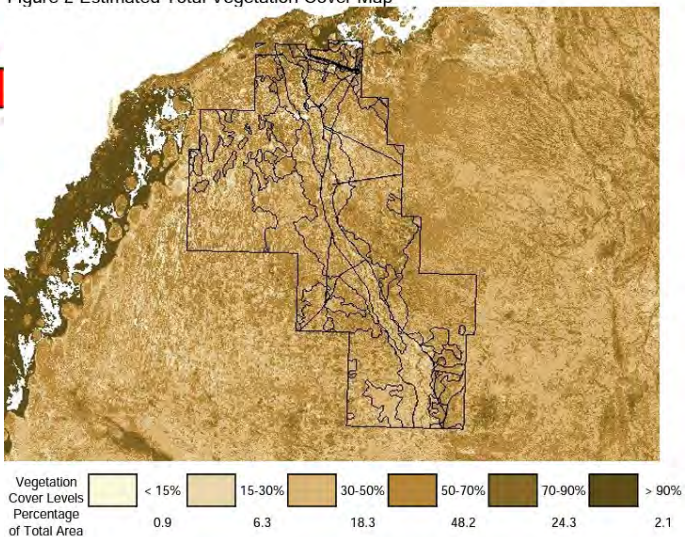 Figure 2 Estimated Total Vegetation Cover Map
Vegetation Cover Levels < 15% 15-30% 30-50% 50-70% 70-90% > 90%
Percentage of Total Area 0.9 6.3 18.3 48.2 24.3 2.1